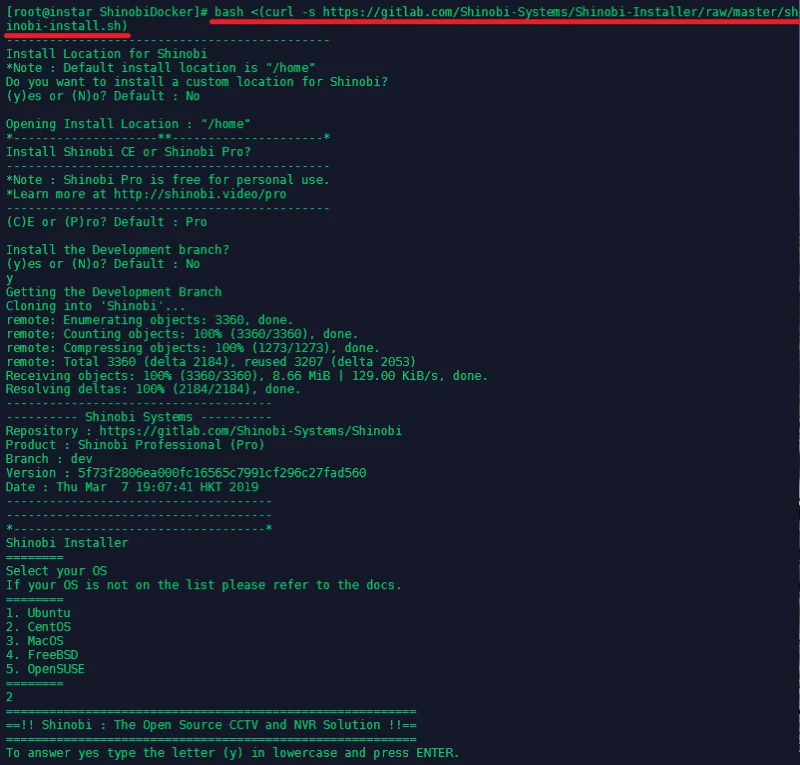 [root@instar ShinobiDocker]# bash <(curl -s https://gitlab.com/Shinobi-Systems/Shinobi-Installer/raw/master/sh
inobi-install.sh)
---------------------------------------------
Install Location for Shinobi
*Note : Default install location is "/home"
Do you want to install a custom location for Shinobi?
(y)es or (N)o? Default : No
Opening Install Location : "/home"
*--------------------**---------------------*
Install Shinobi CE or Shinobi Pro?
---------------------------------------------
*Note : Shinobi Pro is free for personal use.
*Learn more at http://shinobi.video/pro
---------------------------------------------
(C)E or (P)ro? Default : Pro
Install the Development branch?
(y)es or (N)o? Default : No
y
Getting the Development Branch
Cloning into 'Shinobi'...
remote: Enumerating objects: 3360, done.
remote: Counting objects: 100% (3360/3360), done.
remote: Compressing objects: 100% (1273/1273), done.
remote: Total 3360 (delta 2184), reused 3207 (delta 2053)
Receiving objects: 100% (3360/3360), 8.66 MiB | 129.00 KiB/s, done.
Resolving deltas: 100% (2184/2184), done.
-------------------------------------
---------- Shinobi Systems ----------
Repository : https://gitlab.com/Shinobi-Systems/Shinobi
Product : Shinobi Professional (Pro)
Branch : dev
Version : 5f73f2806ea000fc16565c7991cf296c27fad560
Date : Thu Mar  7 19:07:41 HKT 2019
-------------------------------------
-------------------------------------
*-----------------------------------*
Shinobi Installer
========
Select your OS
If your OS is not on the list please refer to the docs.
========
1. Ubuntu
2. CentOS
3. MacOS
4. FreeBSD
5. OpenSUSE
========
2
=========================================================
==!! Shinobi : The Open Source CCTV and NVR Solution !!==
=========================================================
To answer yes type the letter (y) in lowercase and press ENTER.